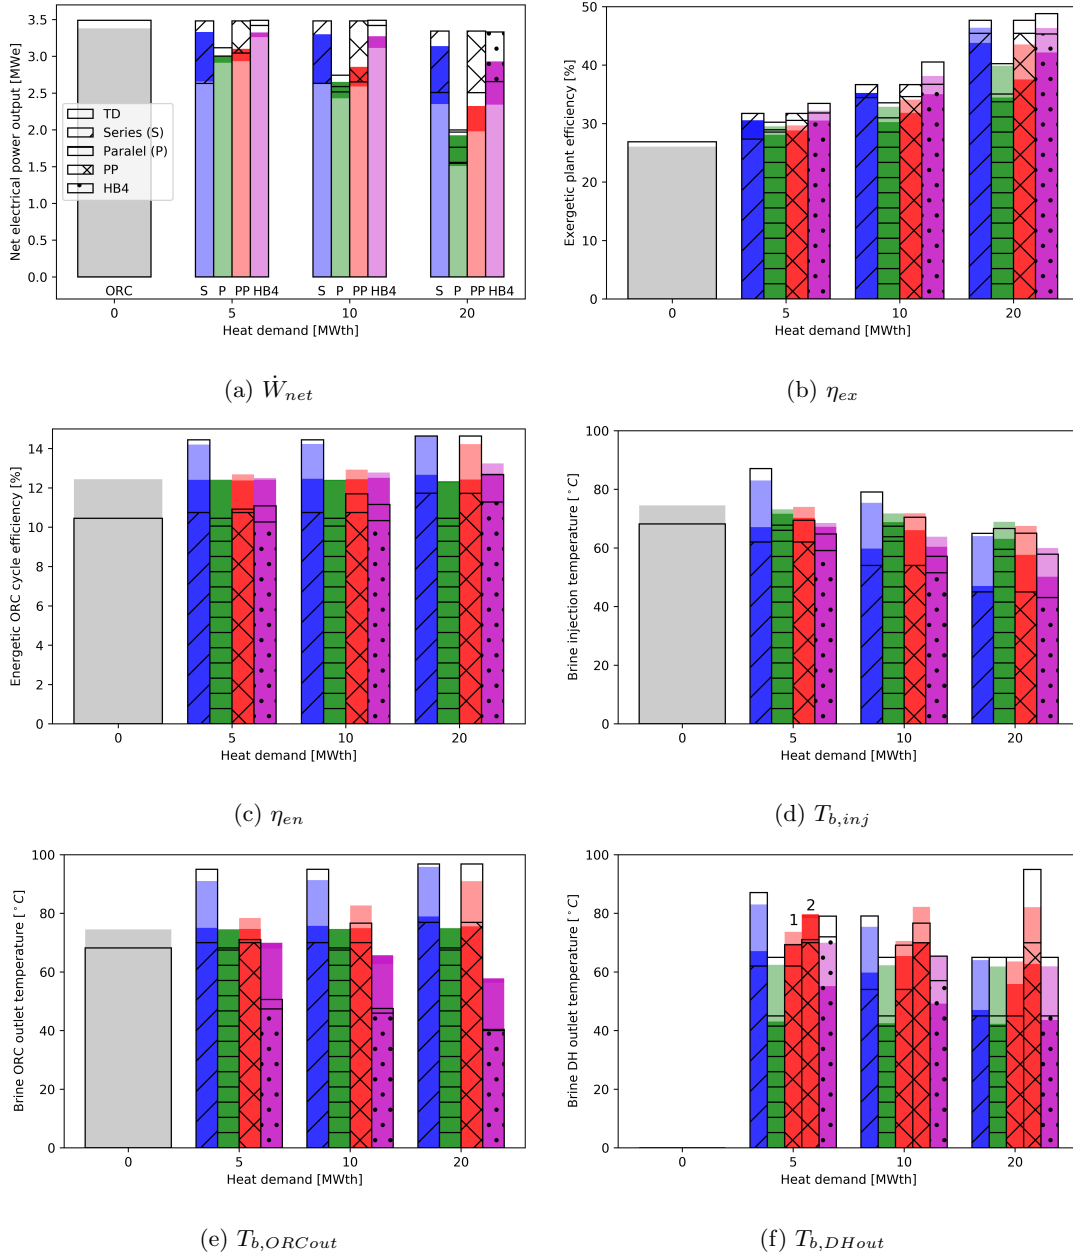 Net electrical power output [MWe]
3.5
3.0
2.5
2.0
1.5
1.0
0.5
0.0
TD
Series (S)
Paralel (P)
PP
HB4
ORC
S P PP HB4
S P PP HB4
S P PP HB4
0 5 10 20
Heat demand [MWth]
(a) Ẇ_net
Exergetic plant efficiency [%]
50
40
30
20
10
0
0 5 10 20
Heat demand [MWth]
(b) η_ex
Energetic ORC cycle efficiency [%]
14
12
10
8
6
4
2
0
0 5 10 20
Heat demand [MWth]
(c) η_en
Brine injection temperature [°C]
100
80
60
40
20
0
0 5 10 20
Heat demand [MWth]
(d) T_b,inj
Brine ORC outlet temperature [°C]
100
80
60
40
20
0
0 5 10 20
Heat demand [MWth]
(e) T_b,ORCout
Brine DH outlet temperature [°C]
100
80
60
40
20
0
1 2
0 5 10 20
Heat demand [MWth]
(f) T_b,DHout